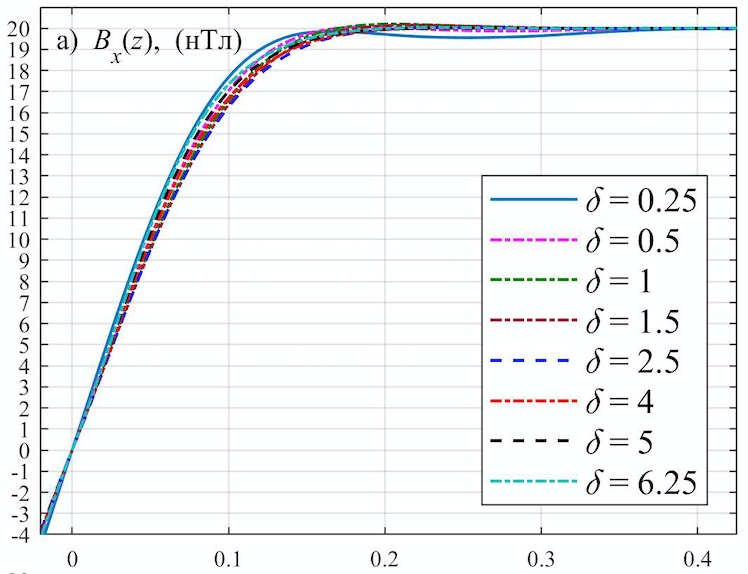 20
19
18
17
16
15
14
13
12
11
10
9
8
7
6
5
4
3
2
1
0
-1
-2
-3
-4
а) Bx(z), (нТл)
δ = 0.25
δ = 0.5
δ = 1
δ = 1.5
δ = 2.5
δ = 4
δ = 5
δ = 6.25
0 0.1 0.2 0.3 0.4